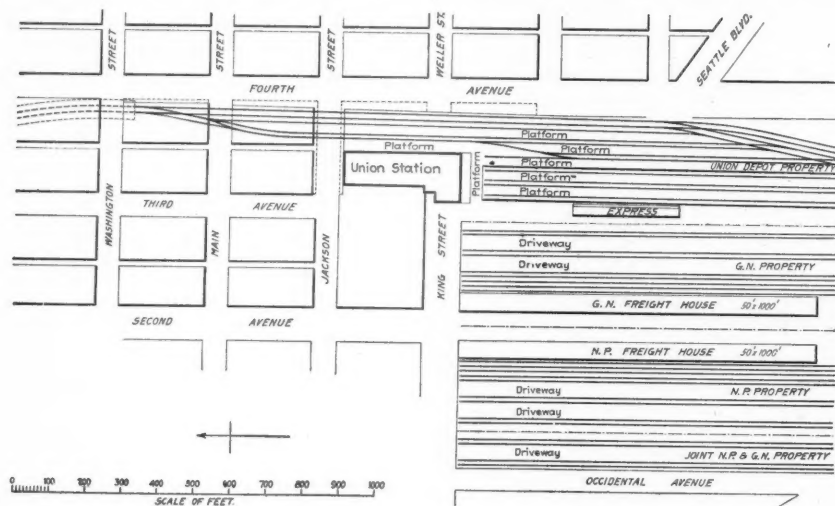 STREET
STREET
STREET
WELLER ST.
SEATTLE BLVD.
FOURTH AVENUE
Platform
Platform
Platform
Union Station
Platform
Platform
UNION DEPOT PROPERTY
Platform
Platform
THIRD AVENUE
EXPRESS
WASHINGTON
MAIN
JACKSON
KING STREET
Driveway
Driveway
G.N. PROPERTY
G.N. FREIGHT HOUSE 50'x1000'
SECOND AVENUE
N.P. FREIGHT HOUSE 50'x1000'
Driveway
N.P. PROPERTY
Driveway
Driveway
JOINT N.P. & G.N. PROPERTY
OCCIDENTAL AVENUE
0 100 200 300 400 500 600 700 800 900 1000
SCALE OF FEET.